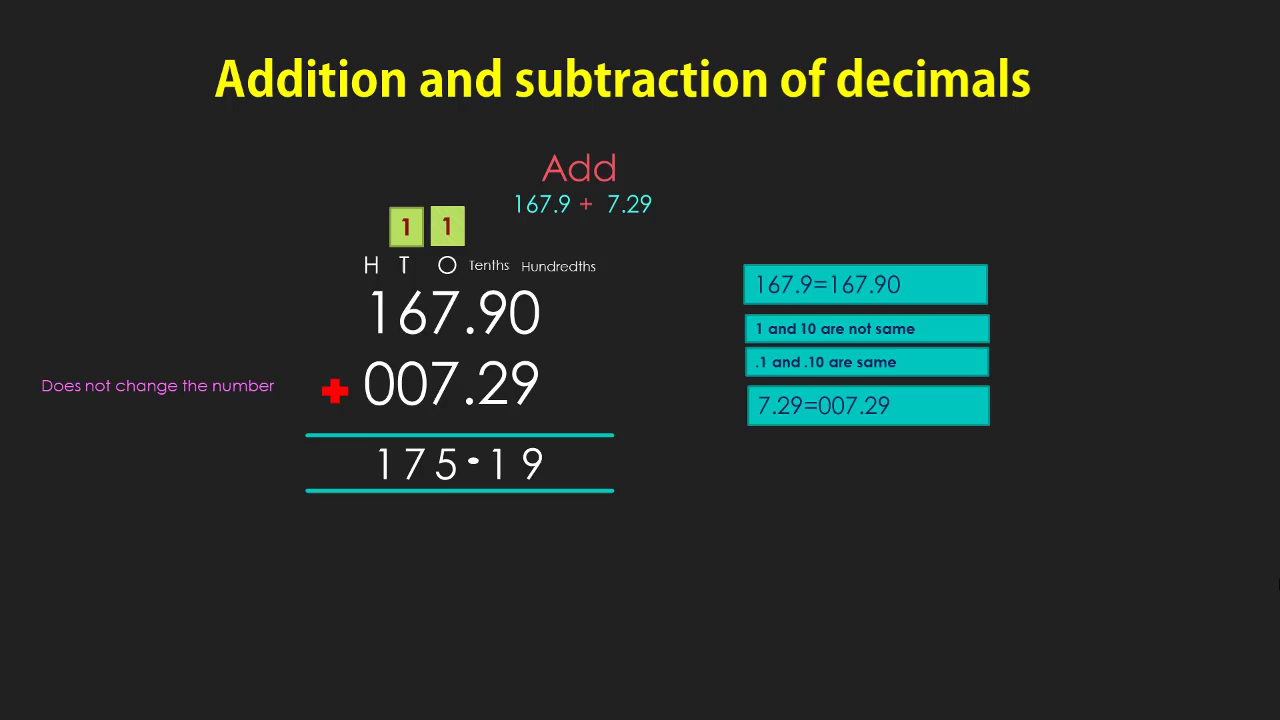 Addition and subtraction of decimals
Add
167.9 + 7.29
1 1
H T O Tenths Hundredths
167.90
Does not change the number
+ 007.29
175.19
167.9=167.90
1 and 10 are not same
.1 and .10 are same
7.29=007.29